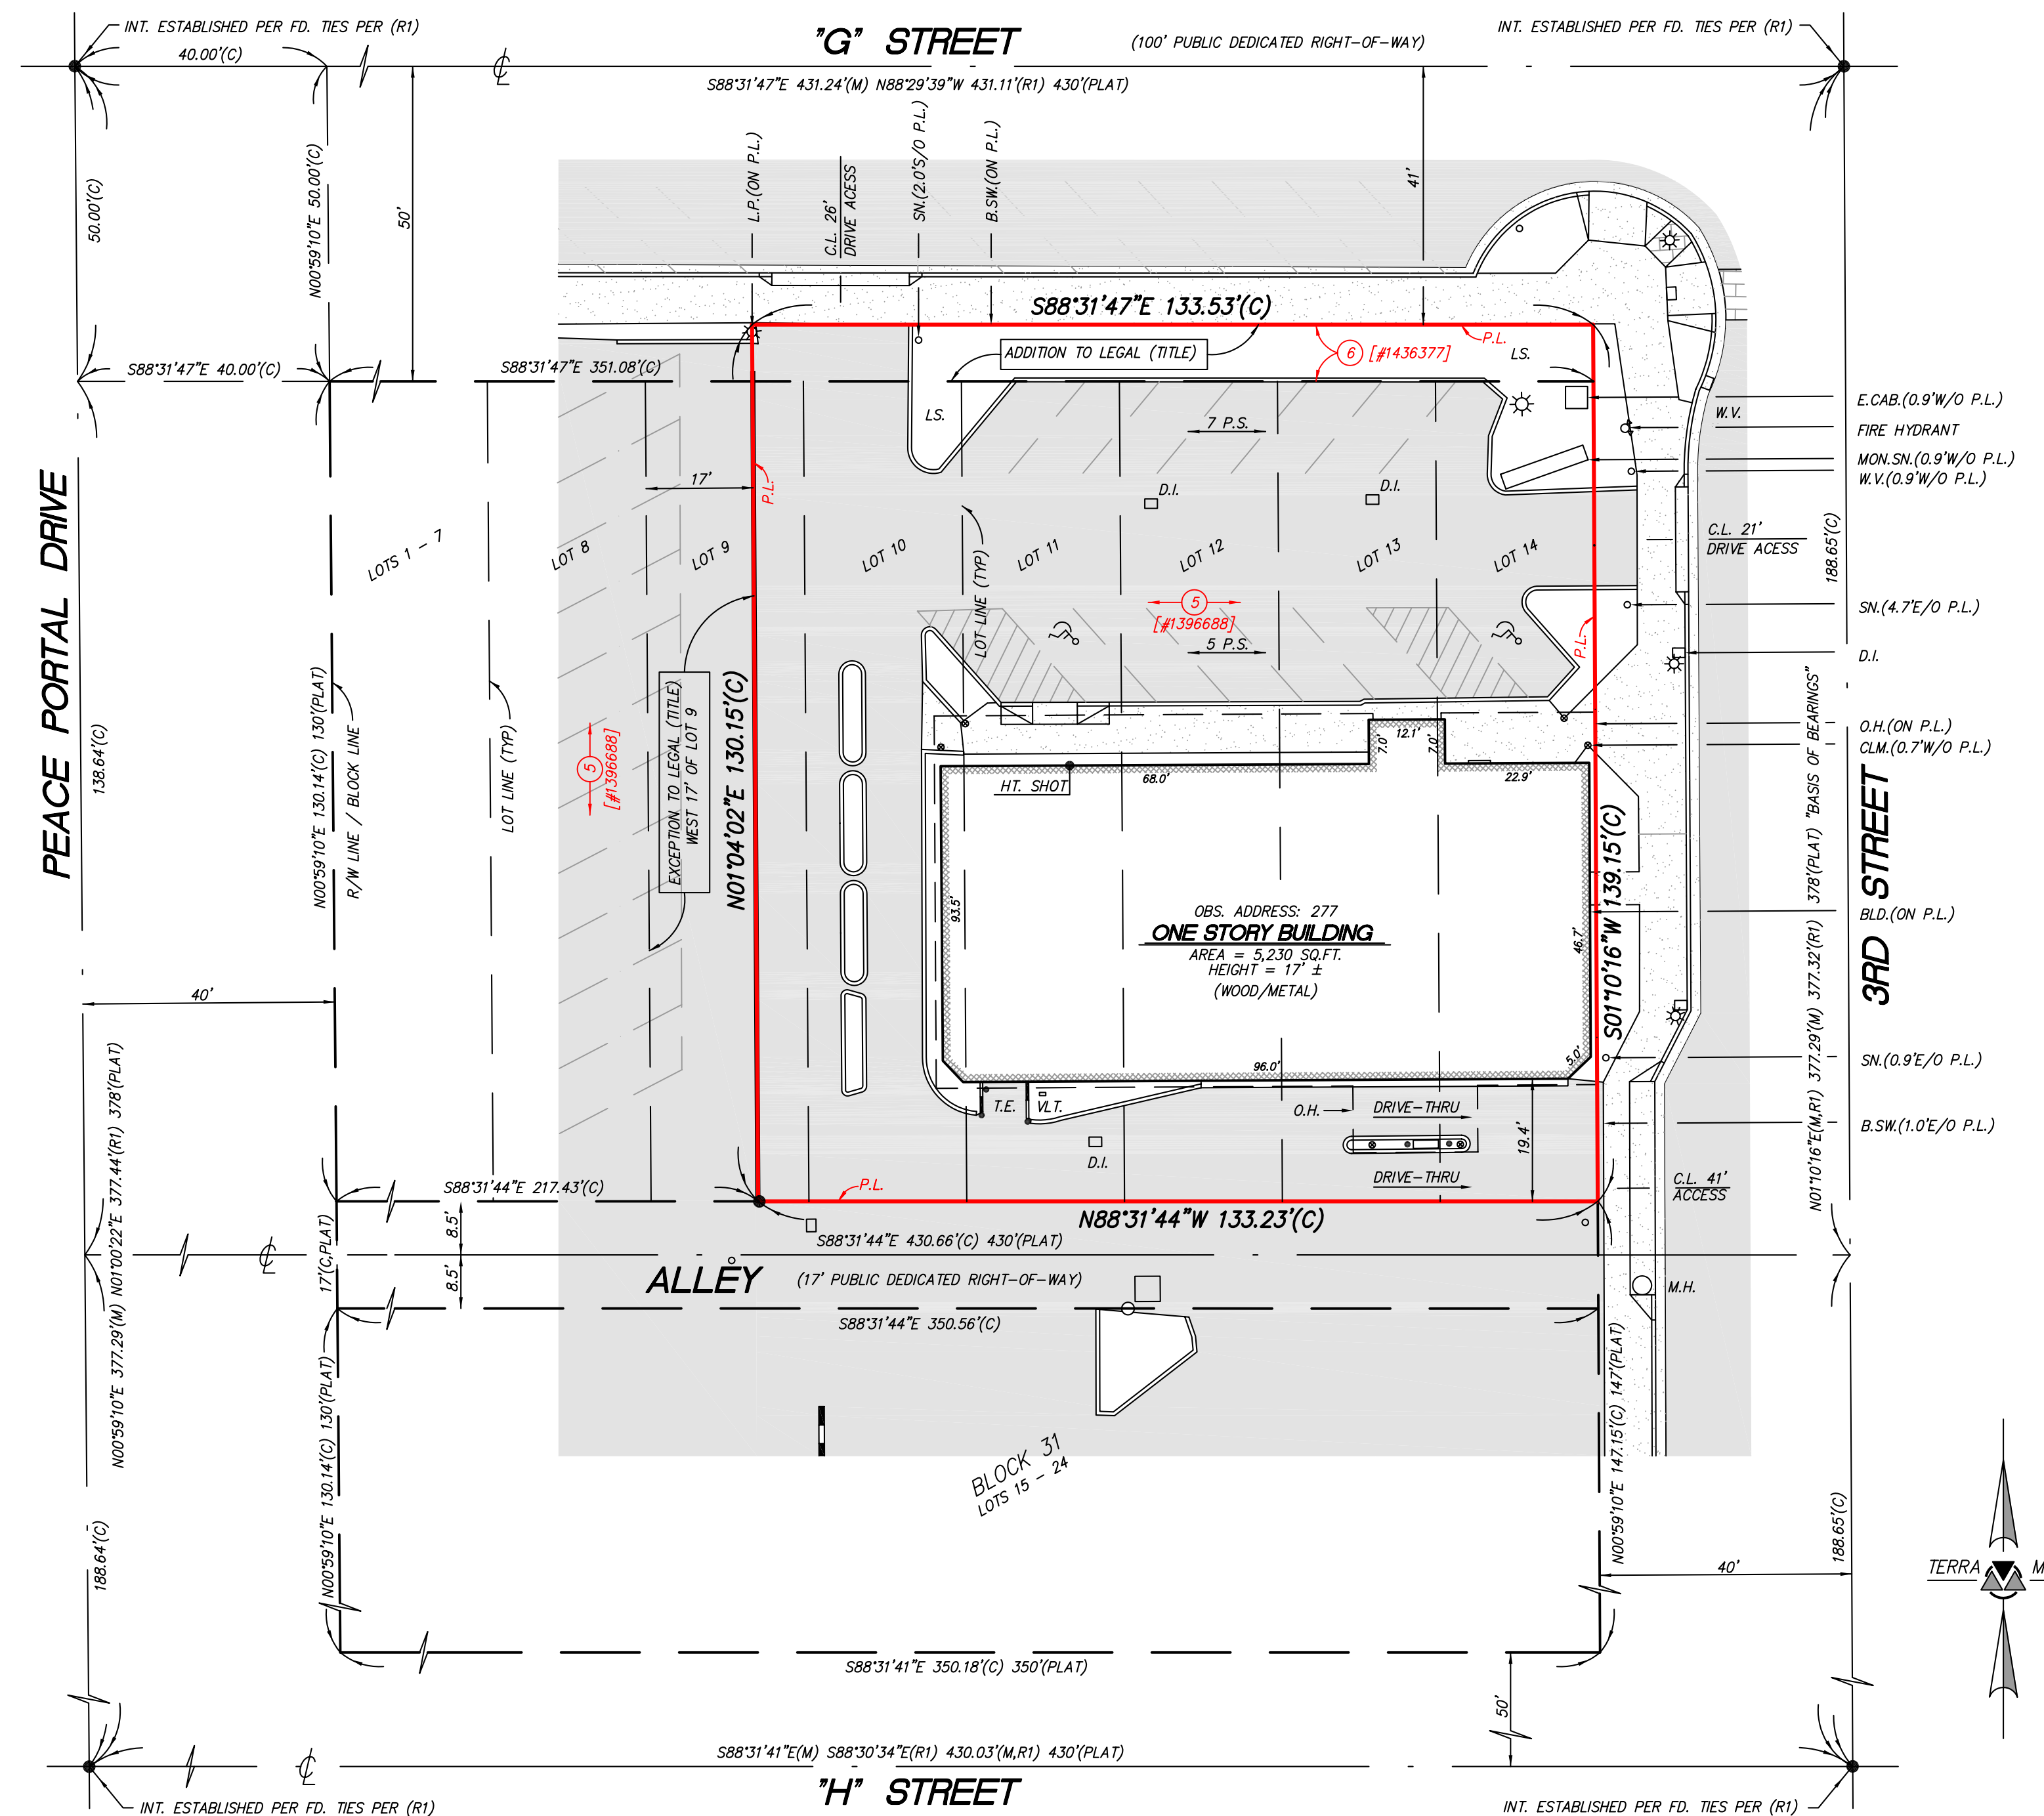 INT. ESTABLISHED PER FD. TIES PER (R1)
40.00'(C)
"G" STREET
(100' PUBLIC DEDICATED RIGHT-OF-WAY)
INT. ESTABLISHED PER FD. TIES PER (R1)
S88°31'47"E 431.24'(M) N88°29'39"W 431.11'(R1) 430'(PLAT)
50.00'(C)
N00°59'10"E 50.00'(C)
50'
L.P.(ON P.L.)
C.L. 26'
DRIVE ACESS
SN.(2.0'S/O P.L.)
B.SW.(ON P.L.)
41'
S88°31'47"E 133.53'(C)
S88°31'47"E 40.00'(C)
S88°31'47"E 351.08'(C)
ADDITION TO LEGAL (TITLE)
6 [#1436377]
P.L.
LS.
LS.
7 P.S.
W.V.
E.CAB.(0.9'W/O P.L.)
FIRE HYDRANT
MON.SN.(0.9'W/O P.L.)
W.V.(0.9'W/O P.L.)
17'
P.L.
D.I.
D.I.
C.L. 21'
DRIVE ACESS
188.65'(C)
PEACE PORTAL DRIVE
LOTS 1 - 7
LOT 8
LOT 9
LOT 10
LOT 11
LOT 12
LOT 13
LOT 14
LOT LINE (TYP)
5
[#1396688]
5 P.S.
P.L.
SN.(4.7'E/O P.L.)
D.I.
138.64'(C)
N00°59'10"E 130.14'(C) 130'(PLAT)
R/W LINE / BLOCK LINE
LOT LINE (TYP)
5
[#1396688]
EXCEPTION TO LEGAL (TITLE)
WEST 17' OF LOT 9
N01°04'02"E 130.15'(C)
HT. SHOT
68.0'
7.0'
12.1'
7.0'
22.9'
O.H.(ON P.L.)
CLM.(0.7'W/O P.L.)
93.5'
OBS. ADDRESS: 277
ONE STORY BUILDING
AREA = 5,230 SQ.FT.
HEIGHT = 17' ±
(WOOD/METAL)
46.7'
S01°10'16"W 139.15'(C)
BLD.(ON P.L.)
3RD STREET
N01°10'16"E(M,R1) 377.29'(M) 377.32'(R1) 378'(PLAT) "BASIS OF BEARINGS"
40'
96.0'
5.0'
SN.(0.9'E/O P.L.)
T.E.
VLT.
O.H.
DRIVE-THRU
19.4'
B.SW.(1.0'E/O P.L.)
D.I.
DRIVE-THRU
C.L. 41'
ACCESS
N00°59'10"E 377.29'(M) N01°00'22"E 377.44'(R1) 378'(PLAT)
S88°31'44"E 217.43'(C)
P.L.
N88°31'44"W 133.23'(C)
8.5'
S88°31'44"E 430.66'(C) 430'(PLAT)
17'(C,PLAT)
8.5'
ALLEY
(17' PUBLIC DEDICATED RIGHT-OF-WAY)
M.H.
S88°31'44"E 350.56'(C)
N00°59'10"E 130.14'(C) 130'(PLAT)
N00°59'10"E 147.15'(C) 147'(PLAT)
BLOCK 31
LOTS 15 - 24
188.64'(C)
188.65'(C)
40'
TERRA
M
S88°31'41"E 350.18'(C) 350'(PLAT)
50'
S88°31'41"E(M) S88°30'34"E(R1) 430.03'(M,R1) 430'(PLAT)
"H" STREET
INT. ESTABLISHED PER FD. TIES PER (R1)
INT. ESTABLISHED PER FD. TIES PER (R1)